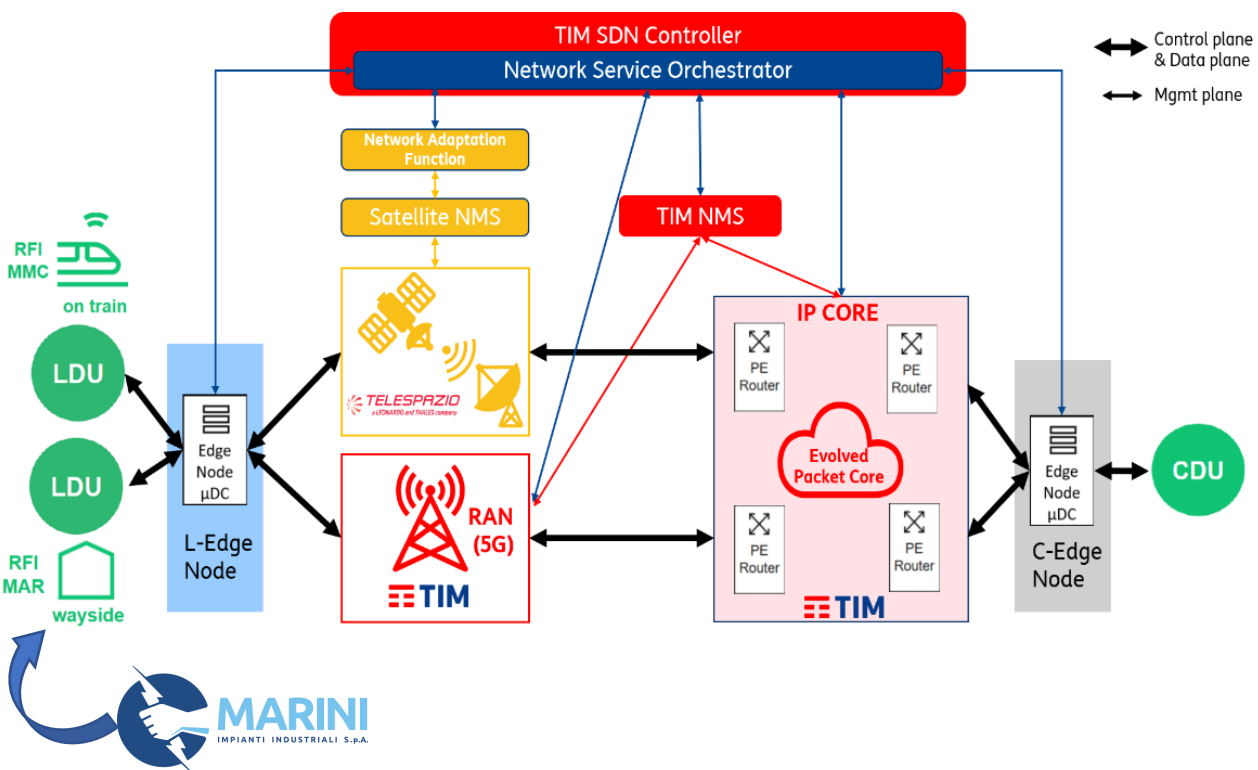 TIM SDN Controller
Network Service Orchestrator
Control plane
& Data plane
Mgmt plane
Network Adaptation
Function
Satellite NMS
TIM NMS
RFI
MMC
on train
LDU
LDU
RFI
MAR
wayside
Edge
Node
µDC
L-Edge
Node
TELESPAZIO
a LEONARDO and THALES company
RAN
(5G)
TIM
IP CORE
PE
Router
PE
Router
Evolved
Packet Core
PE
Router
PE
Router
TIM
Edge
Node
µDC
C-Edge
Node
CDU
MARINI
IMPIANTI INDUSTRIALI S.p.A.